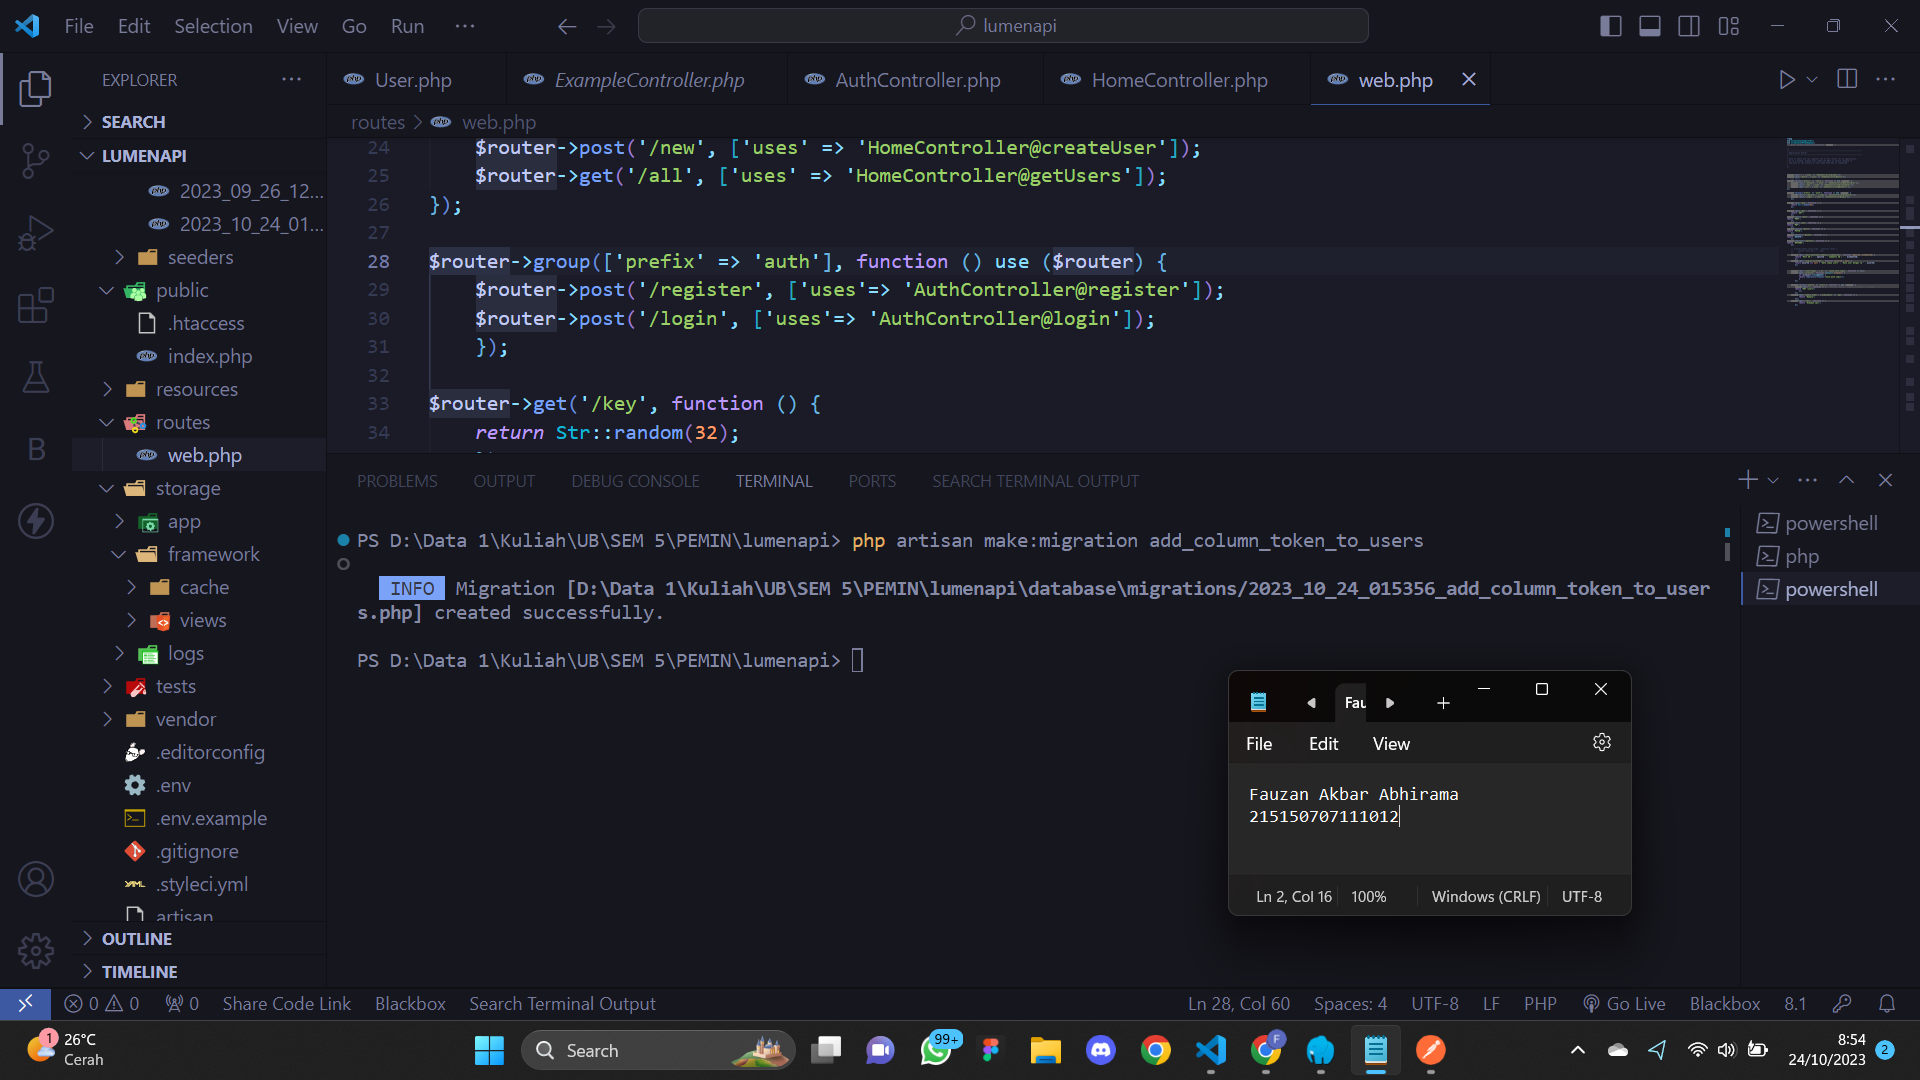 File Edit Selection View Go Run ··· lumenapi
EXPLORER ···
SEARCH
LUMENAPI
2023_09_26_12...
2023_10_24_01...
seeders
public
.htaccess
index.php
resources
routes
web.php
storage
app
framework
cache
views
logs
tests
vendor
.editorconfig
.env
.env.example
.gitignore
.styleci.yml
artisan
OUTLINE
TIMELINE
User.php ExampleController.php AuthController.php HomeController.php web.php
routes > web.php
24 $router->post('/new', ['uses' => 'HomeController@createUser']);
25 $router->get('/all', ['uses' => 'HomeController@getUsers']);
26 });
27
28 $router->group(['prefix' => 'auth'], function () use ($router) {
29 $router->post('/register', ['uses'=> 'AuthController@register']);
30 $router->post('/login', ['uses'=> 'AuthController@login']);
31 });
32
33 $router->get('/key', function () {
34 return Str::random(32);
PROBLEMS OUTPUT DEBUG CONSOLE TERMINAL PORTS SEARCH TERMINAL OUTPUT
PS D:\Data 1\Kuliah\UB\SEM 5\PEMIN\lumenapi> php artisan make:migration add_column_token_to_users
INFO Migration [D:\Data 1\Kuliah\UB\SEM 5\PEMIN\lumenapi\database\migrations/2023_10_24_015356_add_column_token_to_user
s.php] created successfully.
PS D:\Data 1\Kuliah\UB\SEM 5\PEMIN\lumenapi>
powershell
php
powershell
Fau
File Edit View
Fauzan Akbar Abhirama
215150707111012
Ln 2, Col 16 100% Windows (CRLF) UTF-8
0 0 0 Share Code Link Blackbox Search Terminal Output Ln 28, Col 60 Spaces: 4 UTF-8 LF PHP Go Live Blackbox 8.1
1 26°C
Cerah
Search
99+
F
8:54
24/10/2023
2